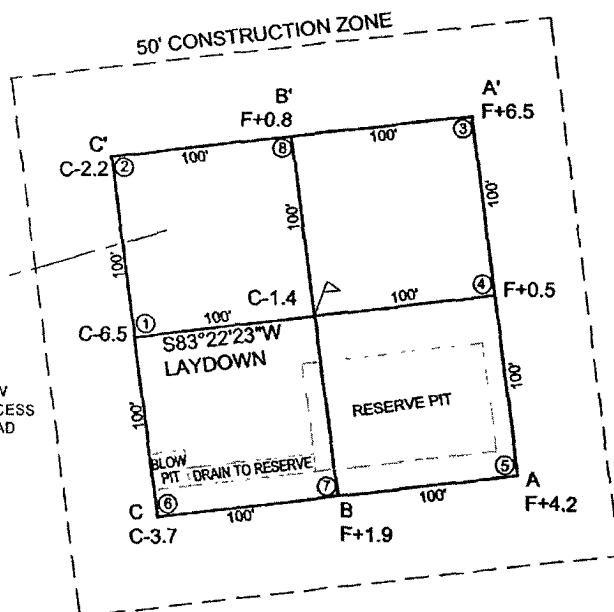 50' CONSTRUCTION ZONE
A'
B'
F+0.8
F+6.5
③
C'
100'
100'
⑧
C-2.2
②
100'
100'
100'
C-1.4
④
F+0.5
100'
C-6.5
①
100'
S83°22'23"W
LAYDOWN
100'
100'
RESERVE PIT
BLOW
PIT
DRAIN TO RESERVE
⑤
A
⑦
F+4.2
C
⑥
100'
B
100'
C-3.7
F+1.9